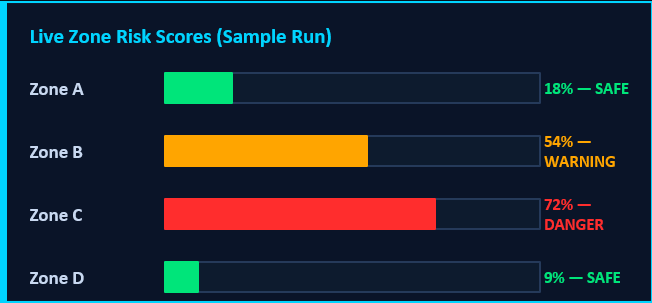 Live Zone Risk Scores (Sample Run)
Zone A
18% — SAFE
Zone B
54% —
WARNING
Zone C
72% —
DANGER
Zone D
9% — SAFE